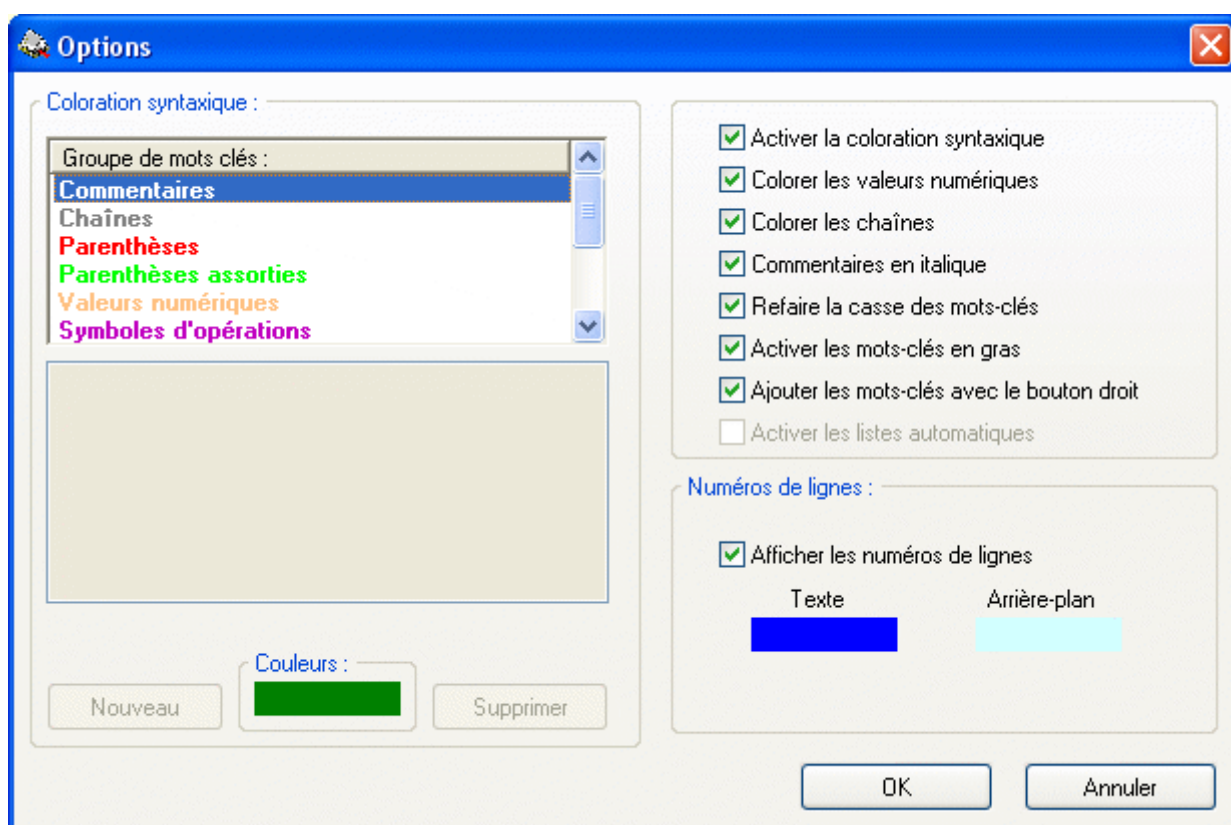 Options
Coloration syntaxique :
Groupe de mots clés :
Commentaires
Chaînes
Parenthèses
Parenthèses assorties
Valeurs numériques
Symboles d'opérations
Couleurs :
Nouveau
Supprimer
Activer la coloration syntaxique
Colorer les valeurs numériques
Colorer les chaînes
Commentaires en italique
Refaire la casse des mots-clés
Activer les mots-clés en gras
Ajouter les mots-clés avec le bouton droit
Activer les listes automatiques
Numéros de lignes :
Afficher les numéros de lignes
Texte Arrière-plan
OK Annuler